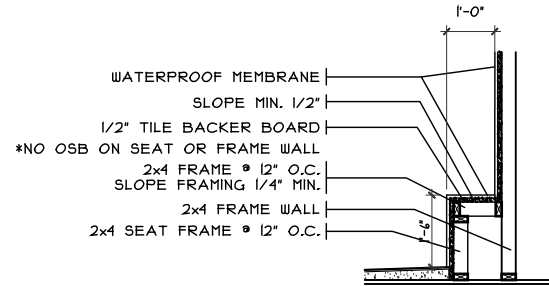 1'-0"
WATERPROOF MEMBRANE
SLOPE MIN. 1/2"
1/2" TILE BACKER BOARD
*NO OSB ON SEAT OR FRAME WALL
2x4 FRAME @ 12" O.C.
SLOPE FRAMING 1/4" MIN.
2x4 FRAME WALL
2x4 SEAT FRAME @ 12" O.C.
1'-6"